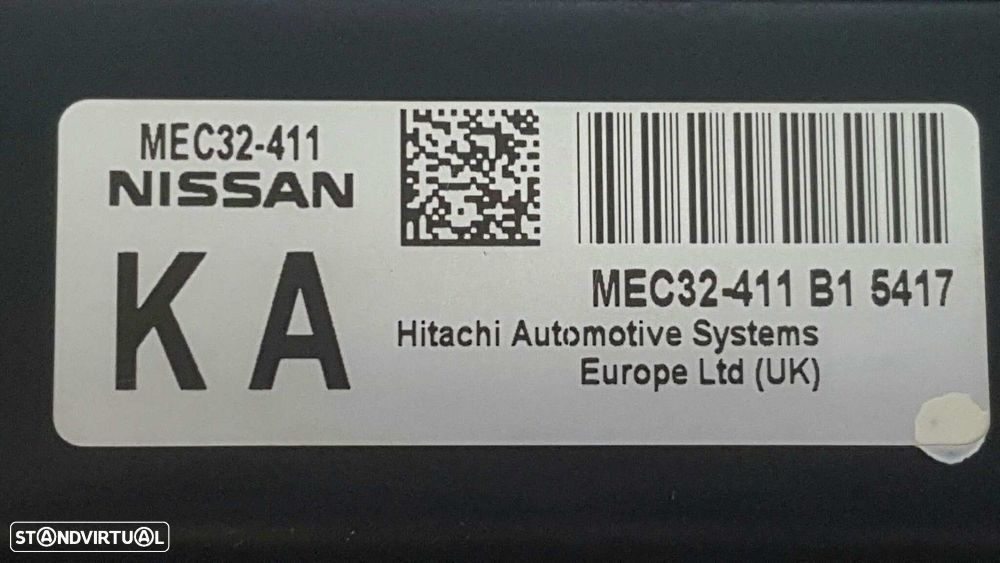 MEC32-411
NISSAN
KA
MEC32-411 B1 5417
Hitachi Automotive Systems
Europe Ltd (UK)
STANDVIRTUAL